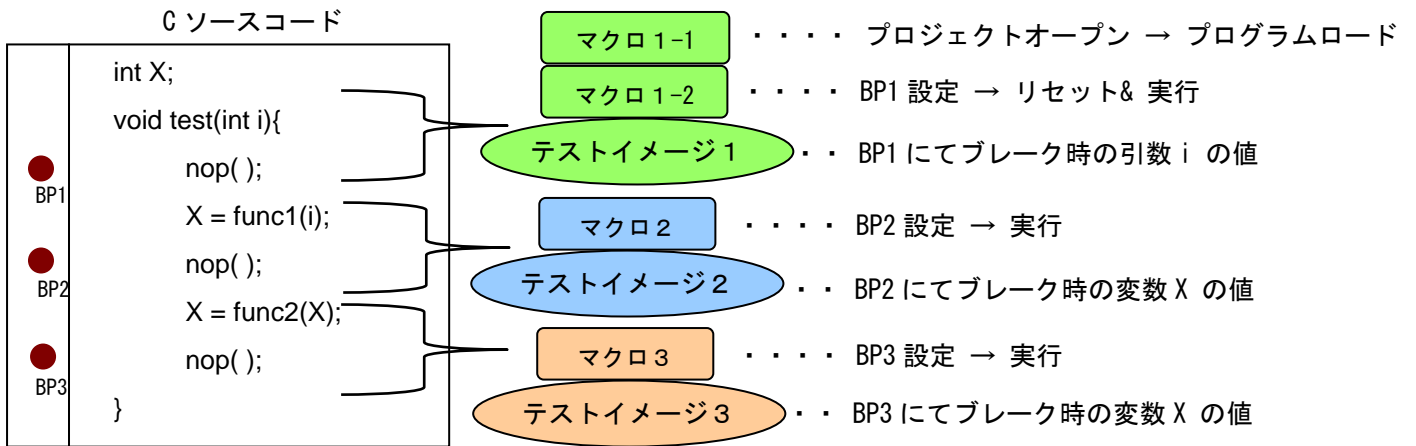 C ソースコード
int X;
void test(int i){
nop( );
X = func1(i);
nop( );
X = func2(X);
nop( );
}
BP1
BP2
BP3
マクロ１-1 ・・・・ プロジェクトオープン → プログラムロード
マクロ１-2 ・・・・ BP1 設定 → リセット& 実行
テストイメージ１ ・・ BP1 にてブレーク時の引数 i の値
マクロ２ ・・・・ BP2 設定 → 実行
テストイメージ２ ・・ BP2 にてブレーク時の変数 X の値
マクロ３ ・・・・ BP3 設定 → 実行
テストイメージ３ ・・ BP3 にてブレーク時の変数 X の値